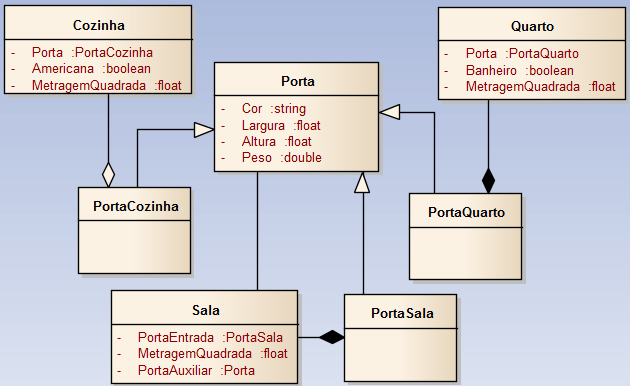 Cozinha
- Porta :PortaCozinha
- Americana :boolean
- MetragemQuadrada :float
Quarto
- Porta :PortaQuarto
- Banheiro :boolean
- MetragemQuadrada :float
Porta
- Cor :string
- Largura :float
- Altura :float
- Peso :double
PortaCozinha
PortaQuarto
Sala
- PortaEntrada :PortaSala
- MetragemQuadrada :float
- PortaAuxiliar :Porta
PortaSala